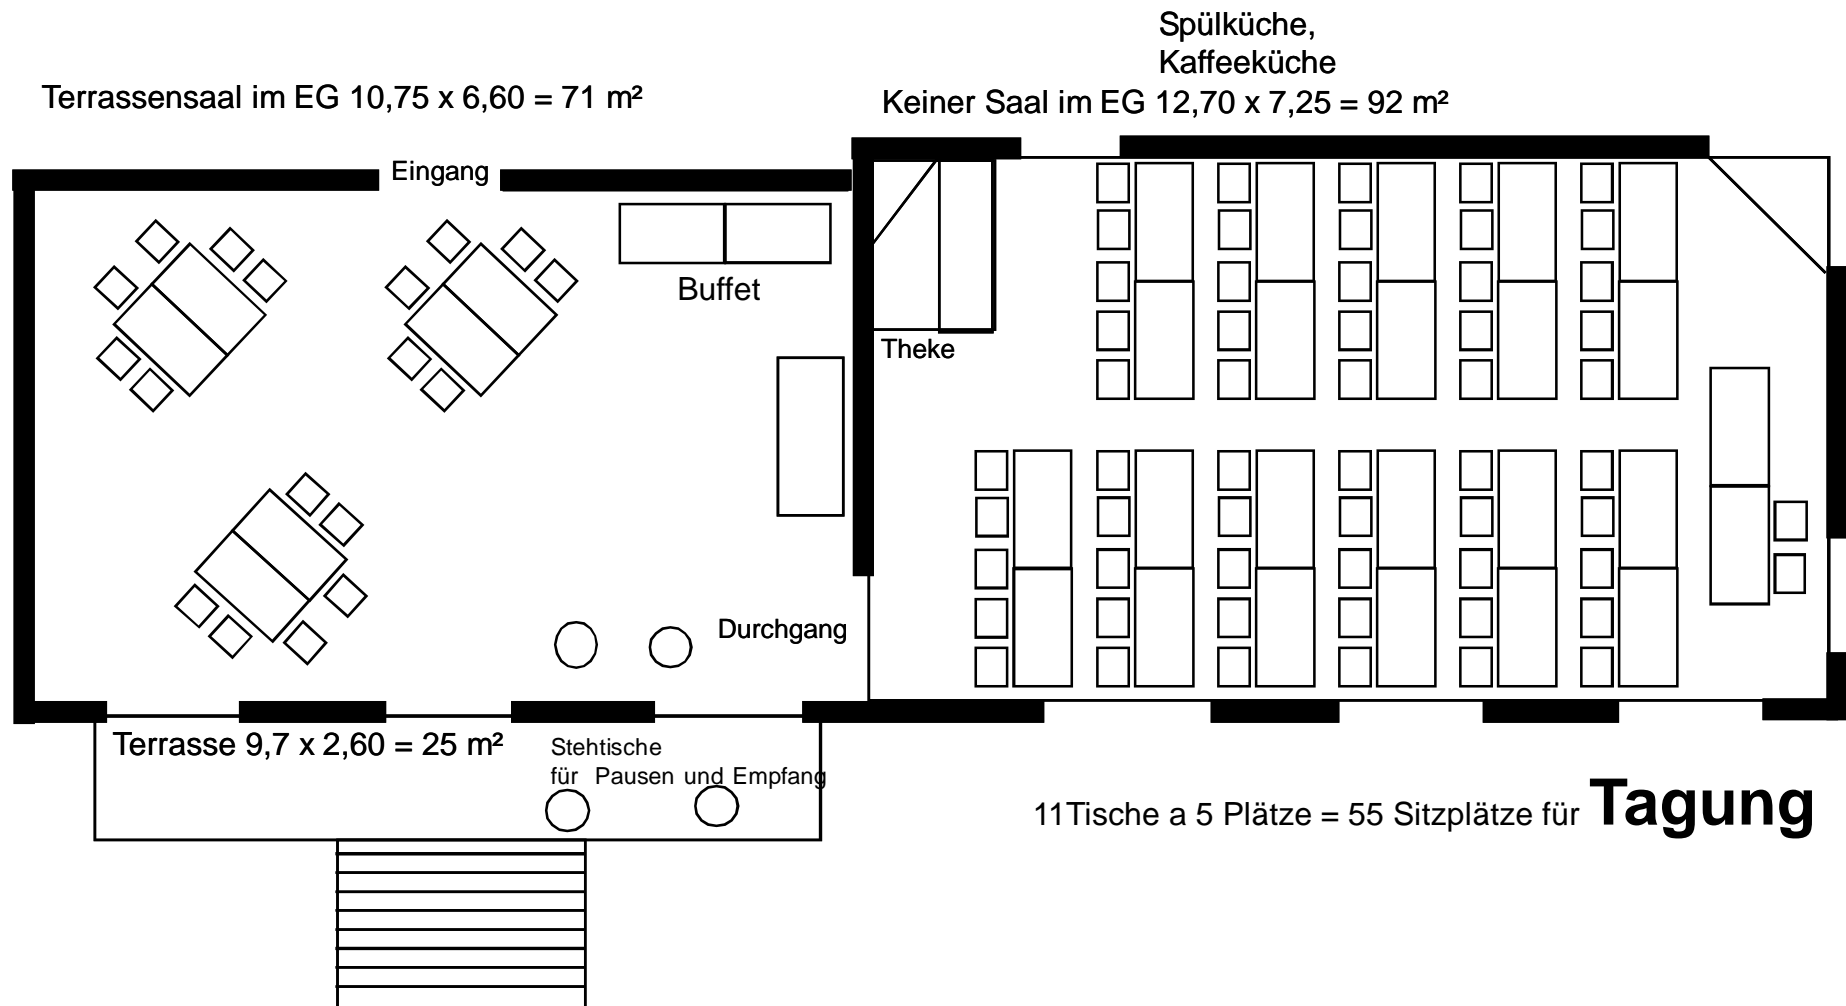 Spülküche,
Kaffeeküche
Terrassensaal im EG 10,75 x 6,60 = 71 m²
Keiner Saal im EG 12,70 x 7,25 = 92 m²
Eingang
Buffet
Theke
Durchgang
Terrasse 9,7 x 2,60 = 25 m²
Stehtische
für Pausen und Empfang
11Tische a 5 Plätze = 55 Sitzplätze für Tagung